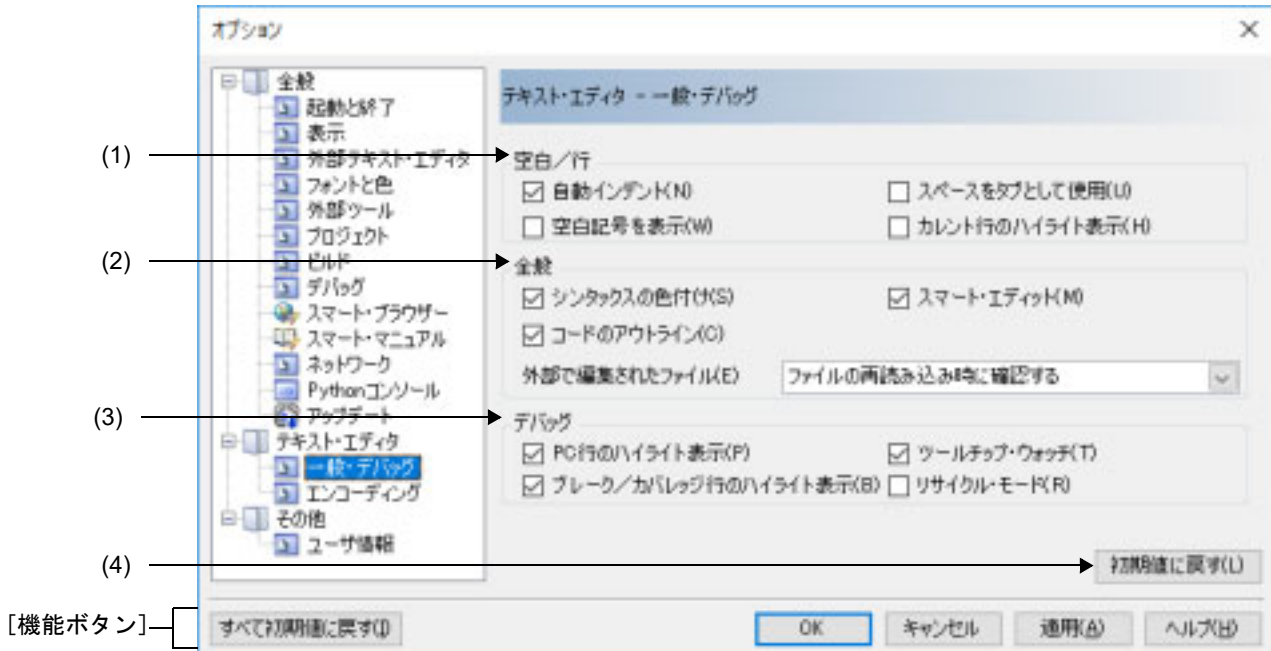 オプション
全般
起動と終了
表示
外部テキスト・エディタ
フォントと色
外部ツール
プロジェクト
ビルド
デバッグ
スマート・ブラウザー
スマート・マニュアル
ネットワーク
Pythonコンソール
アップデート
テキスト・エディタ
一般・デバッグ
エンコーディング
その他
ユーザ情報
テキスト・エディタ - 一般・デバッグ
(1)
空白／行
自動インデント(N)
スペースをタブとして使用(U)
空白記号を表示(W)
カレント行のハイライト表示(H)
(2)
全般
シンタックスの色付け(S)
スマート・エディット(M)
コードのアウトライン(C)
外部で編集されたファイル(E)
ファイルの再読み込み時に確認する
(3)
デバッグ
PC行のハイライト表示(P)
ツールチップ・ウォッチ(T)
ブレーク／カバレッジ行のハイライト表示(B)
リサイクル・モード(R)
(4)
初期値に戻す(L)
[機能ボタン]
すべて初期値に戻す(I)
OK
キャンセル
適用(A)
ヘルプ(H)